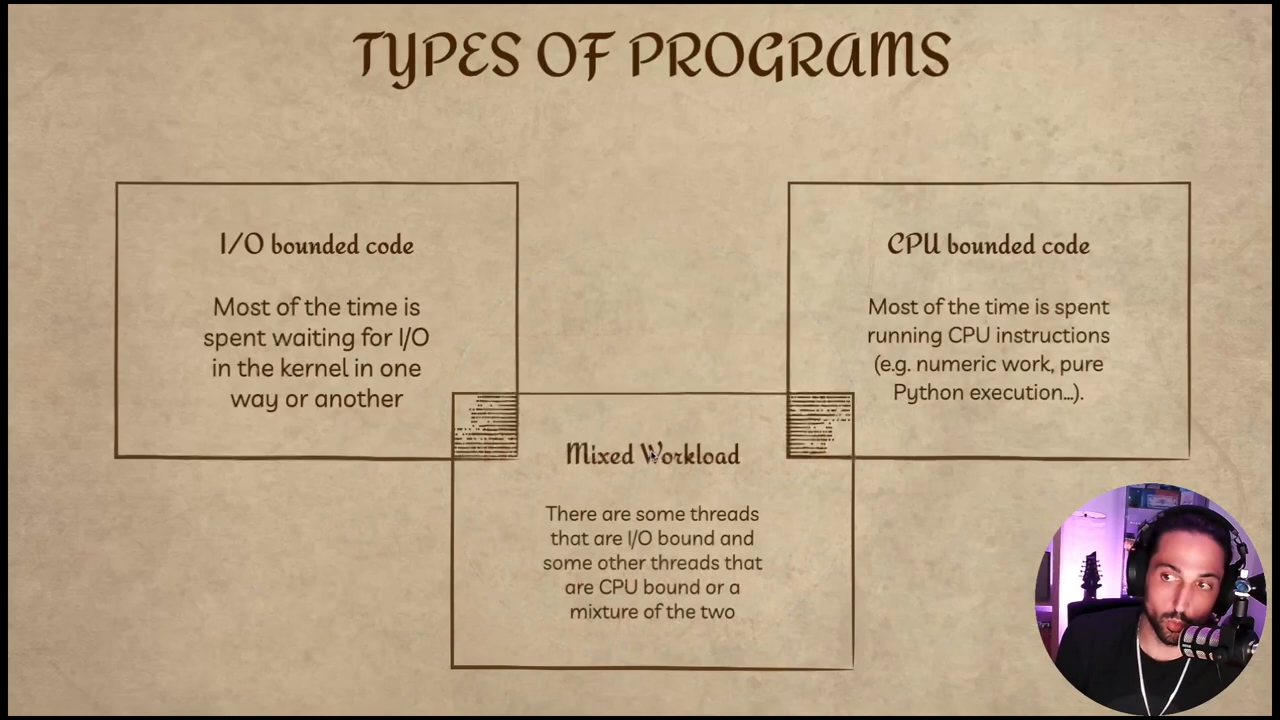 TYPES OF PROGRAMS
I/O bounded code
Most of the time is
spent waiting for I/O
in the kernel in one
way or another
CPU bounded code
Most of the time is spent
running CPU instructions
(e.g. numeric work, pure
Python execution...).
Mixed Workload
There are some threads
that are I/O bound and
some other threads that
are CPU bound or a
mixture of the two